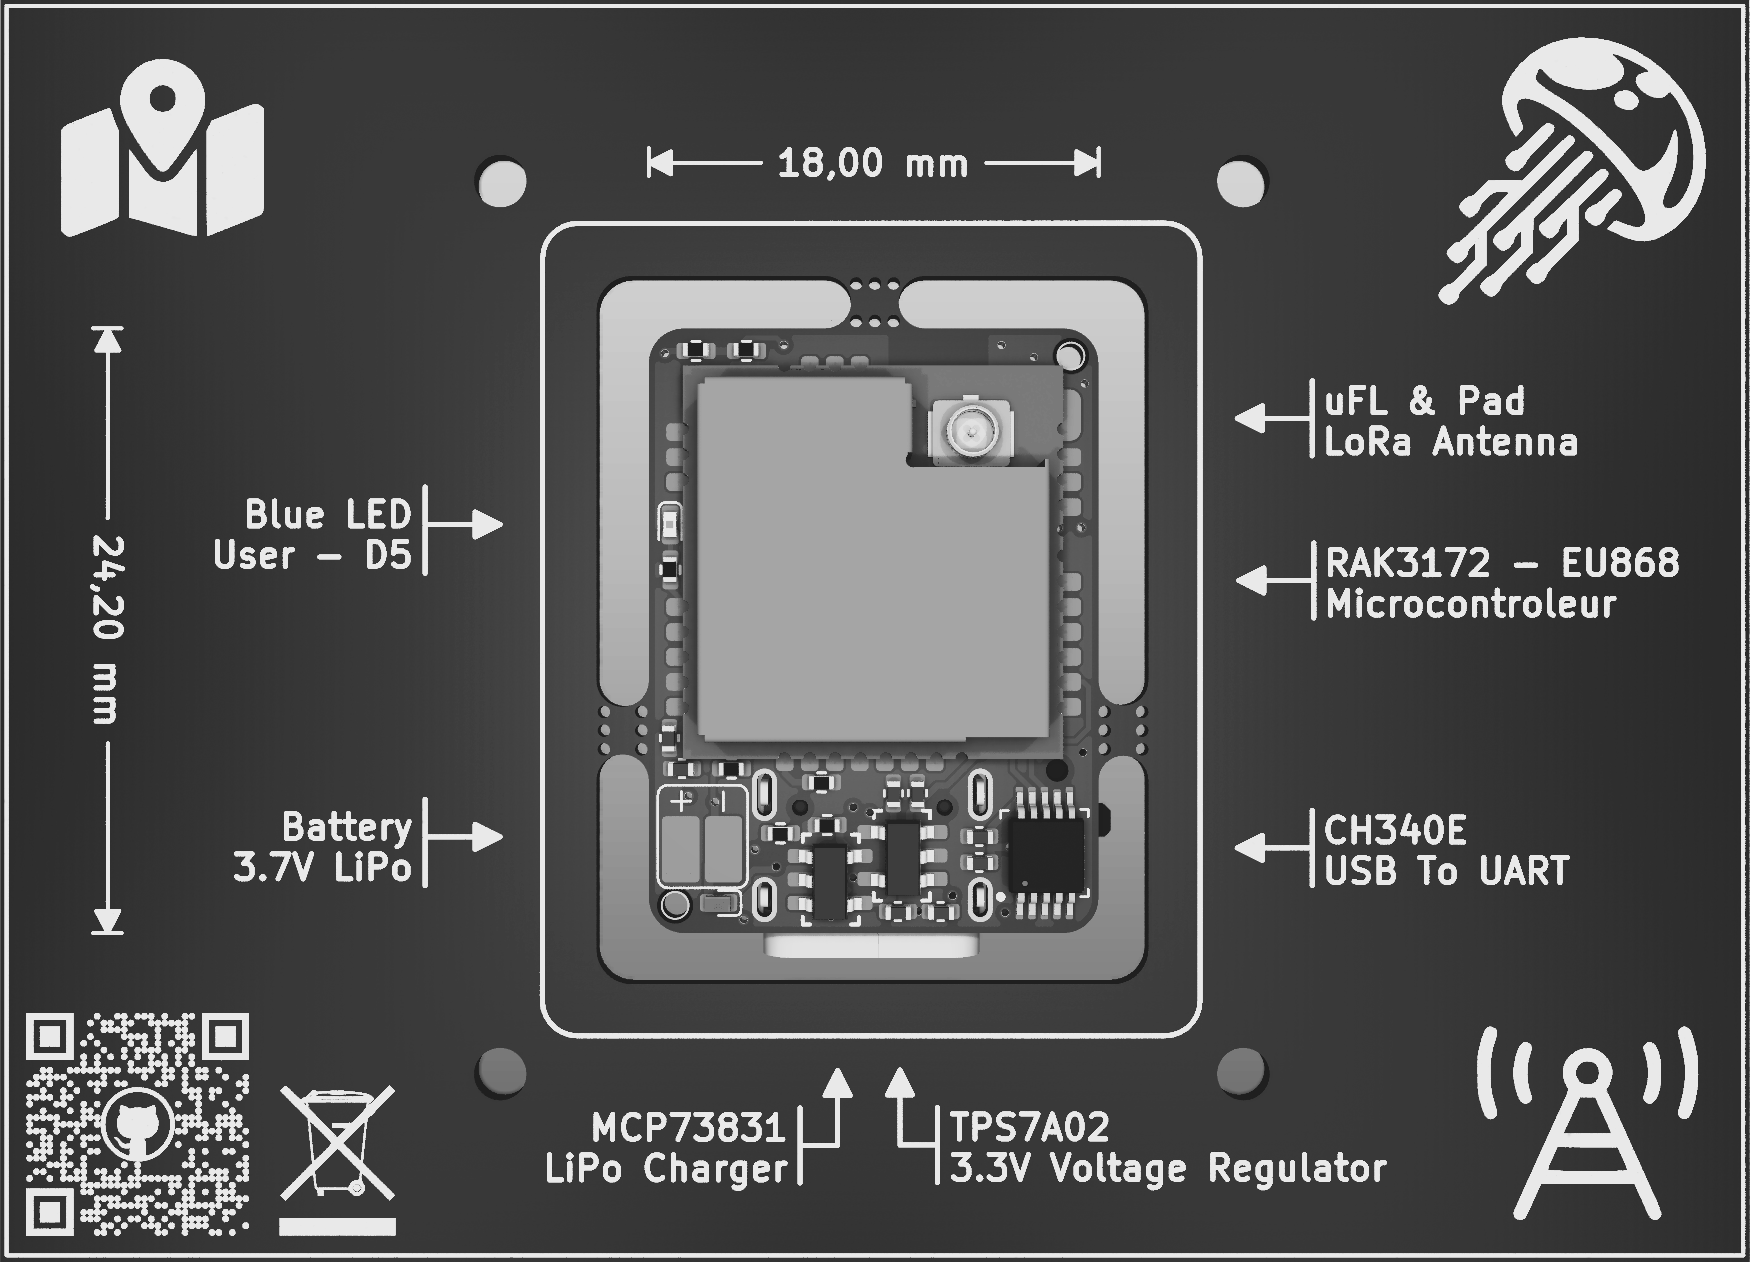 18,00 mm
24,20 mm
uFL & Pad
LoRa Antenna
Blue LED
User - D5
RAK3172 - EU868
Microcontroleur
Battery
3.7V LiPo
+ -
CH340E
USB To UART
MCP73831
LiPo Charger
TPS7A02
3.3V Voltage Regulator